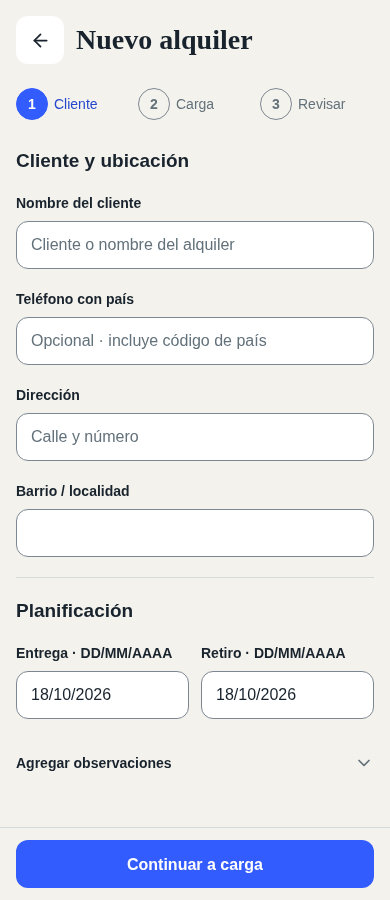 Nuevo alquiler
1 Cliente 2 Carga 3 Revisar
Cliente y ubicación
Nombre del cliente
Cliente o nombre del alquiler
Teléfono con país
Opcional · incluye código de país
Dirección
Calle y número
Barrio / localidad
Planificación
Entrega · DD/MM/AAAA Retiro · DD/MM/AAAA
18/10/2026 18/10/2026
Agregar observaciones
Continuar a carga